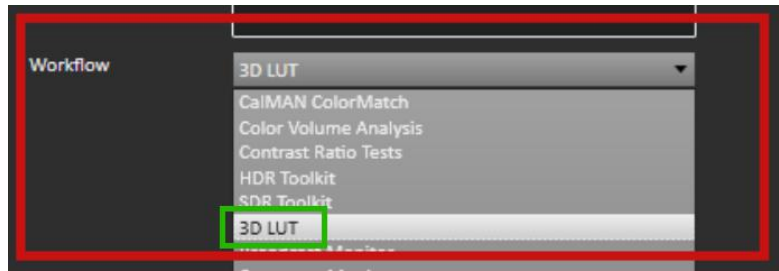 Workflow
3D LUT
CalMAN ColorMatch
Color Volume Analysis
Contrast Ratio Tests
HDR Toolkit
SDR Toolkit
3D LUT